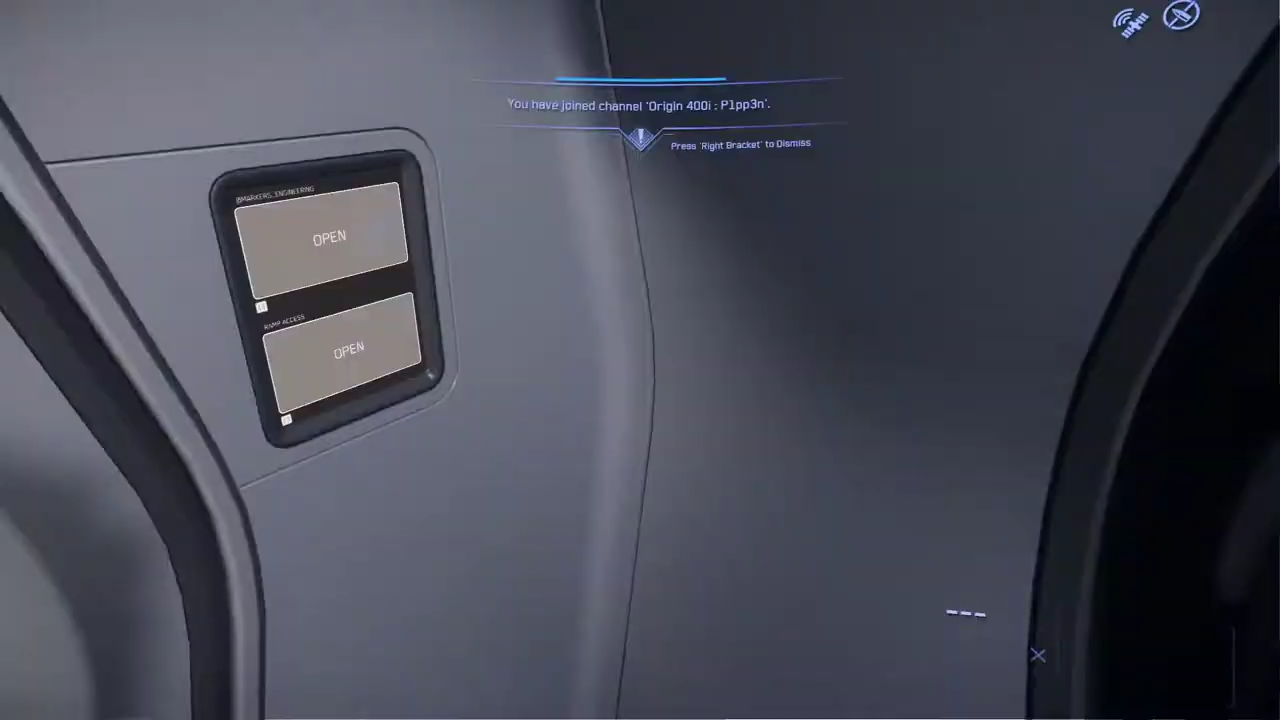 You have joined channel 'Origin 400i : P1pp3n'.
Press 'Right Bracket' to Dismiss
OPEN
RAMP ACCESS
OPEN